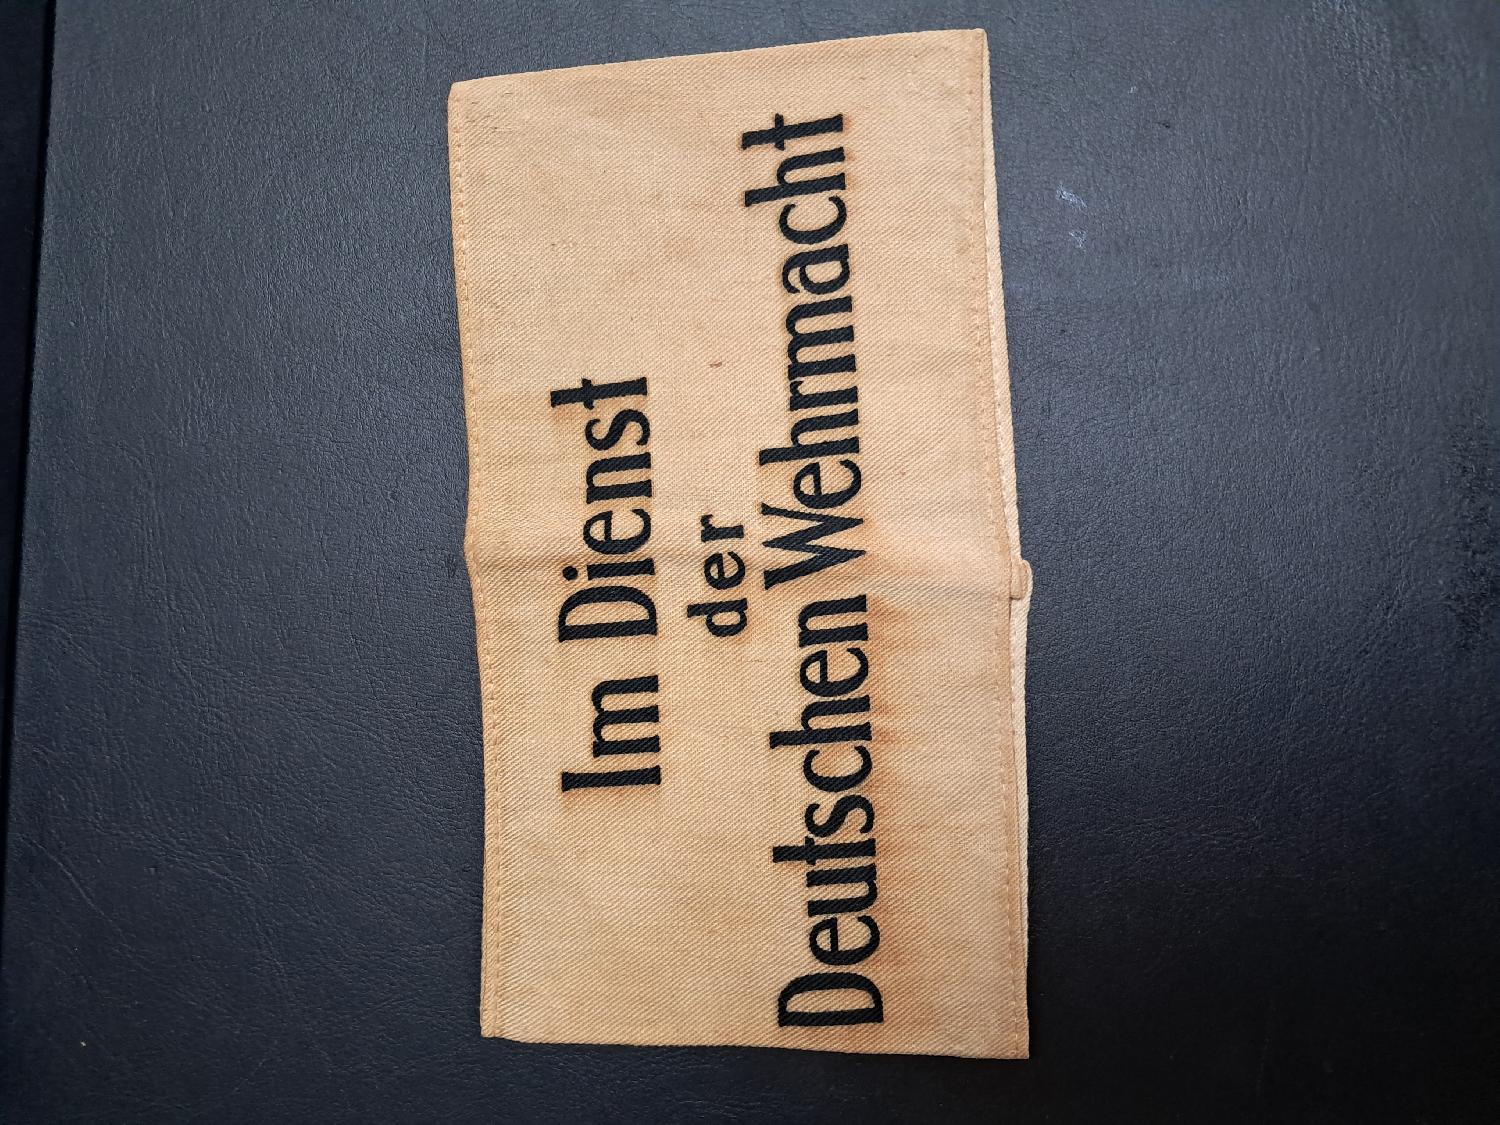 Im Dienst
der
Deutschen Wehrmacht